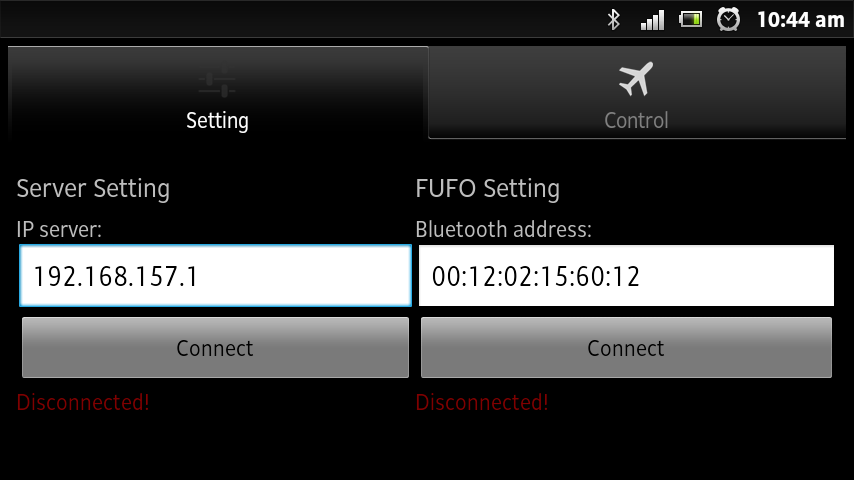 10:44 am
Setting
Control
Server Setting
IP server:
192.168.157.1
Connect
Disconnected!
FUFO Setting
Bluetooth address:
00:12:02:15:60:12
Connect
Disconnected!